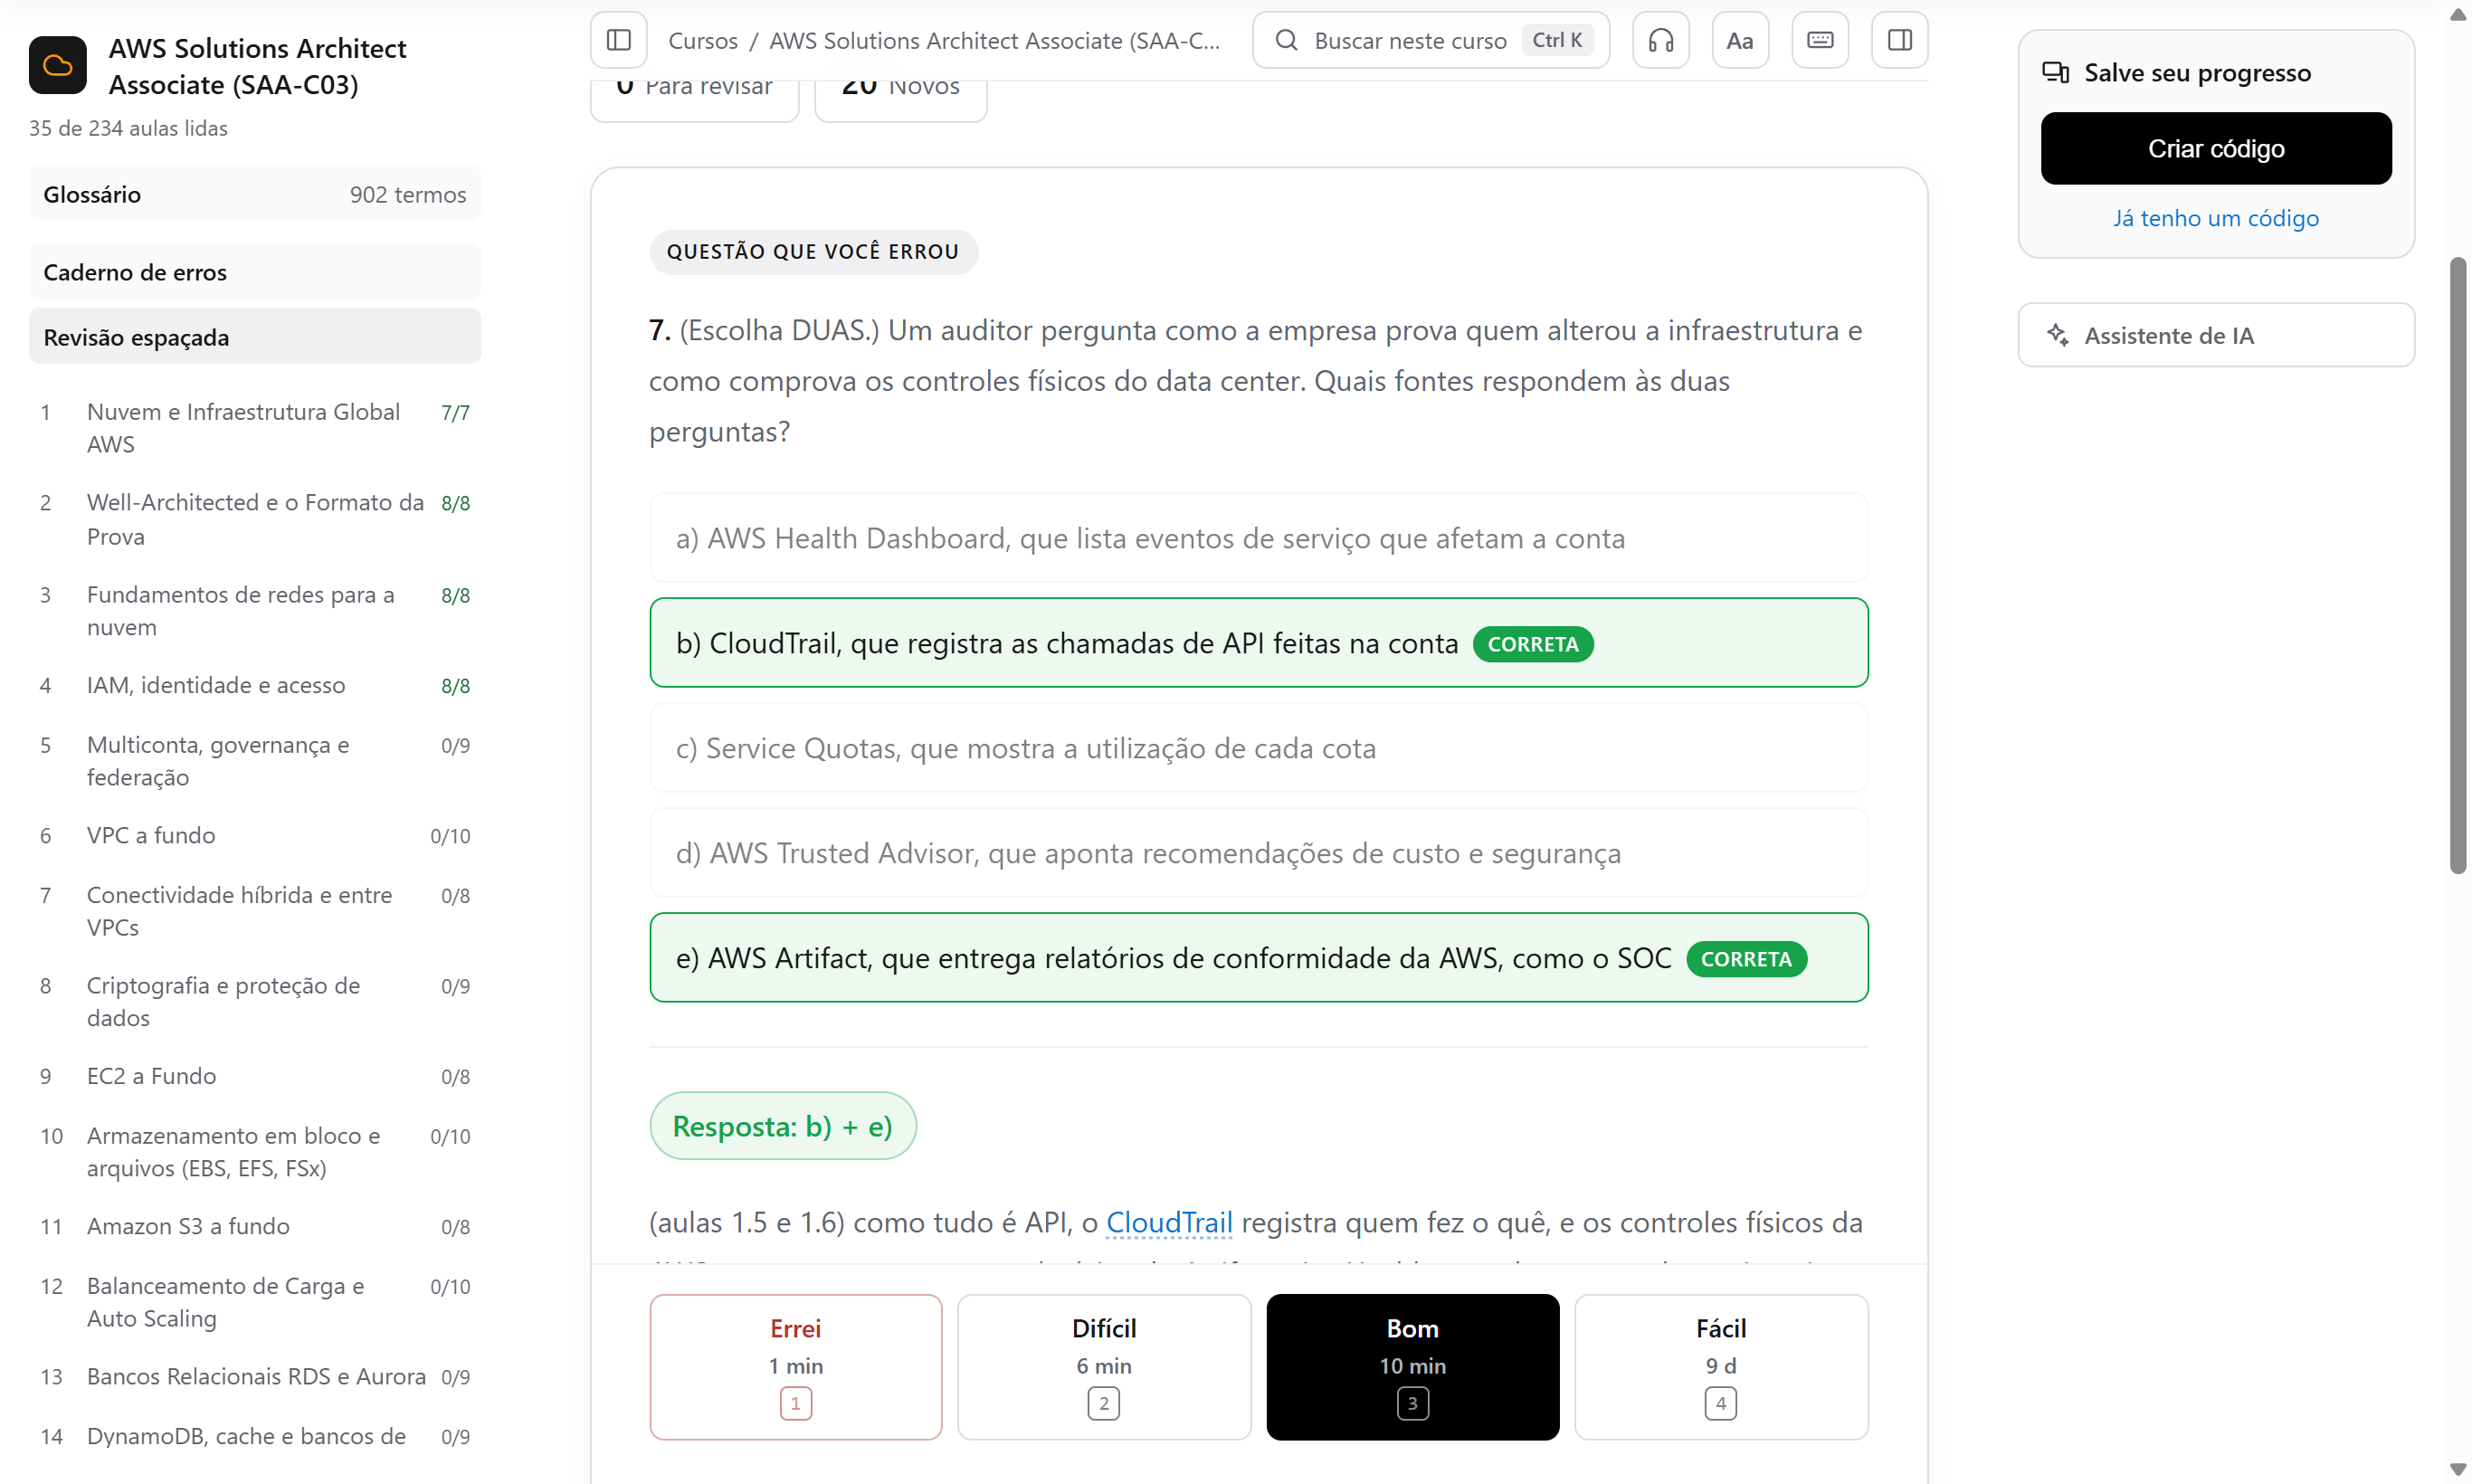 AWS Solutions Architect
Associate (SAA-C03)
35 de 234 aulas lidas
Glossário 902 termos
Caderno de erros
Revisão espaçada
1 Nuvem e Infraestrutura Global AWS 7/7
2 Well-Architected e o Formato da Prova 8/8
3 Fundamentos de redes para a nuvem 8/8
4 IAM, identidade e acesso 8/8
5 Multiconta, governança e federação 0/9
6 VPC a fundo 0/10
7 Conectividade híbrida e entre VPCs 0/8
8 Criptografia e proteção de dados 0/9
9 EC2 a Fundo 0/8
10 Armazenamento em bloco e arquivos (EBS, EFS, FSx) 0/10
11 Amazon S3 a fundo 0/8
12 Balanceamento de Carga e Auto Scaling 0/10
13 Bancos Relacionais RDS e Aurora 0/9
14 DynamoDB, cache e bancos de 0/9
Cursos / AWS Solutions Architect Associate (SAA-C...
Buscar neste curso Ctrl K
Aa
0 Para revisar
20 Novos
QUESTÃO QUE VOCÊ ERROU
7. (Escolha DUAS.) Um auditor pergunta como a empresa prova quem alterou a infraestrutura e
como comprova os controles físicos do data center. Quais fontes respondem às duas
perguntas?
a) AWS Health Dashboard, que lista eventos de serviço que afetam a conta
b) CloudTrail, que registra as chamadas de API feitas na conta CORRETA
c) Service Quotas, que mostra a utilização de cada cota
d) AWS Trusted Advisor, que aponta recomendações de custo e segurança
e) AWS Artifact, que entrega relatórios de conformidade da AWS, como o SOC CORRETA
Resposta: b) + e)
(aulas 1.5 e 1.6) como tudo é API, o CloudTrail registra quem fez o quê, e os controles físicos da
Errei
1 min
1
Difícil
6 min
2
Bom
10 min
3
Fácil
9 d
4
Salve seu progresso
Criar código
Já tenho um código
Assistente de IA